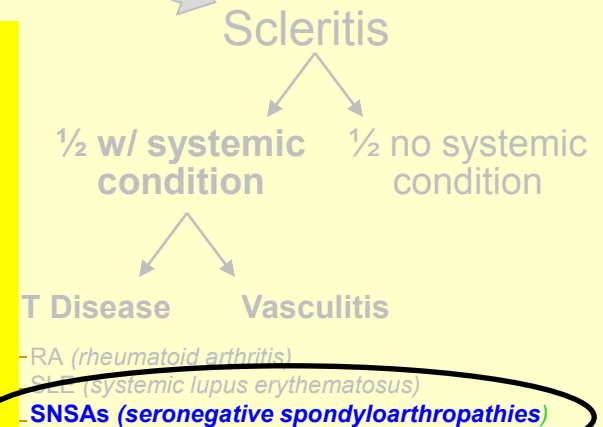 Scleritis
½ w/ systemic condition
½ no systemic condition
T Disease
Vasculitis
-RA (rheumatoid arthritis)
-SLE (systemic lupus erythematosus)
-SNSAs (seronegative spondyloarthropathies)